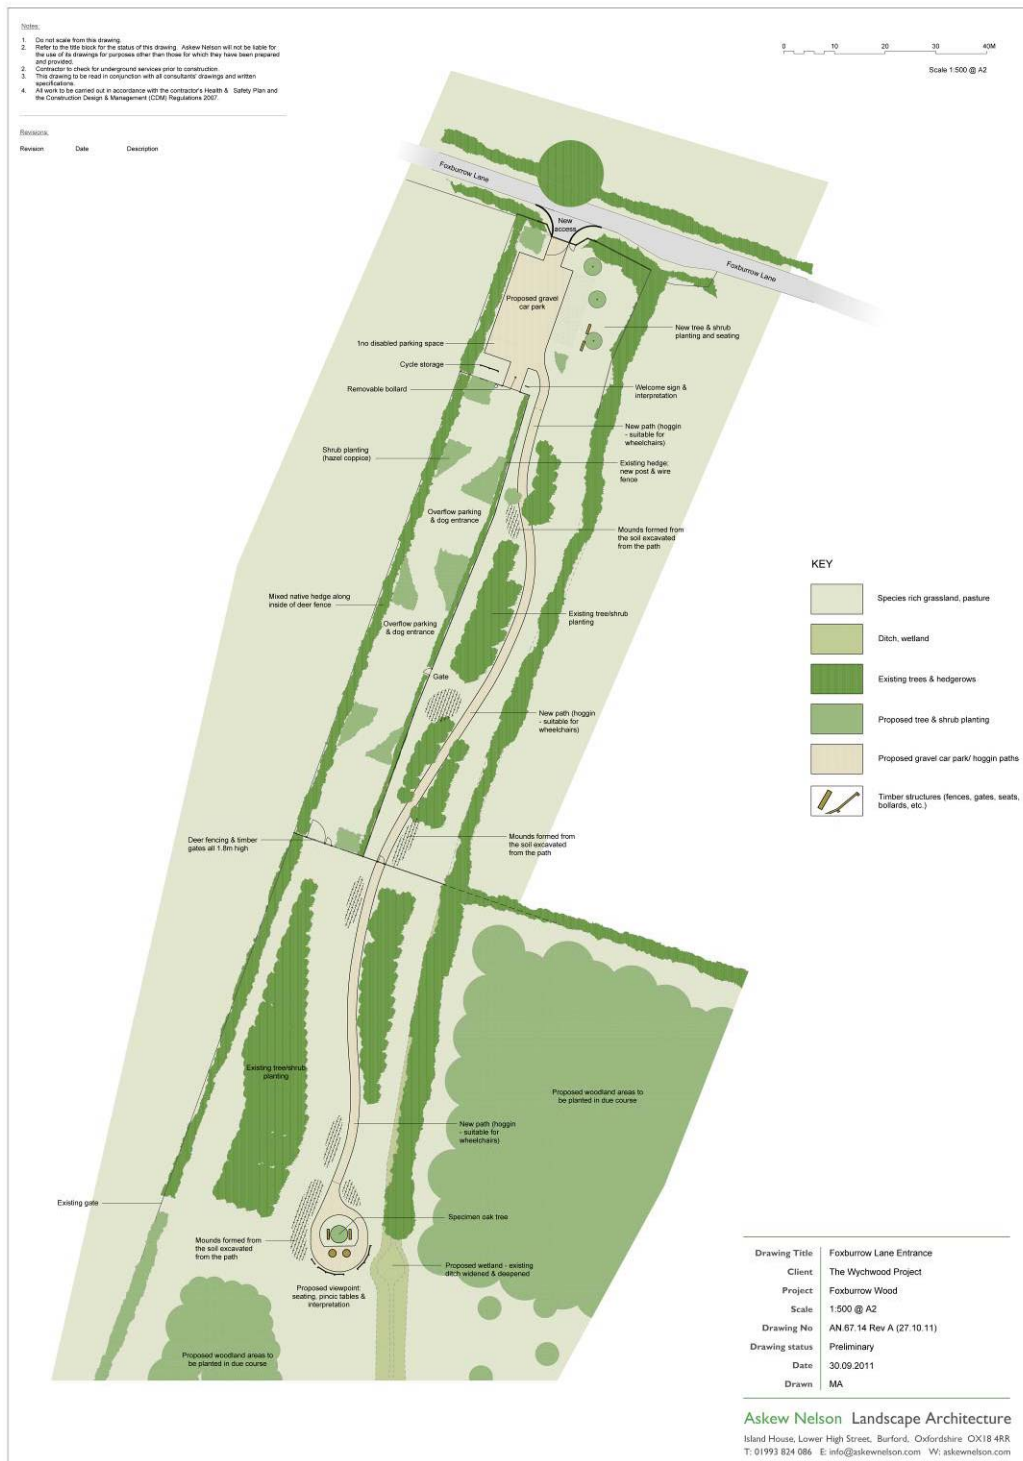 Notes:
1. Do not scale from this drawing.
2. Refer to the title block for the status of this drawing. Askew Nelson will not be liable for
the use of its drawings for purposes other than those for which they have been prepared
and provided.
2. Contractor to check for underground services prior to construction.
3. This drawing to be read in conjunction with all consultants' drawings and written
specifications.
4. All work to be carried out in accordance with the contractor's Health & Safety Plan and
the Construction Design & Management (CDM) Regulations 2007.
Revisions:
Revision Date Description
0 10 20 30 40M
Scale 1:500 @ A2
Foxburrow Lane
New
access
Foxburrow Lane
Proposed gravel
car park
New tree & shrub
planting and seating
1no disabled parking space
Cycle storage
Removable bollard
Welcome sign &
interpretation
New path (hoggin
- suitable for
wheelchairs)
Shrub planting
(hazel coppice)
Existing hedge;
new post & wire
fence
Overflow parking
& dog entrance
Mounds formed from
the soil excavated
from the path
Mixed native hedge along
inside of deer fence
Existing tree/shrub
planting
Overflow parking
& dog entrance
Gate
New path (hoggin
- suitable for
wheelchairs)
Deer fencing & timber
gates all 1.8m high
Mounds formed from
the soil excavated
from the path
Existing tree/shrub
planting
Proposed woodland areas to
be planted in due course
New path (hoggin
- suitable for
wheelchairs)
Existing gate
Specimen oak tree
Mounds formed from
the soil excavated
from the path
Proposed wetland - existing
ditch widened & deepened
Proposed viewpoint:
seating, pincic tables &
interpretation
Proposed woodland areas to
be planted in due course
KEY
Species rich grassland, pasture
Ditch, wetland
Existing trees & hedgerows
Proposed tree & shrub planting
Proposed gravel car park/ hoggin paths
Timber structures (fences, gates, seats,
bollards, etc.)
Drawing Title Foxburrow Lane Entrance
Client The Wychwood Project
Project Foxburrow Wood
Scale 1:500 @ A2
Drawing No AN.67.14 Rev A (27.10.11)
Drawing status Preliminary
Date 30.09.2011
Drawn MA
Askew Nelson Landscape Architecture
Island House, Lower High Street, Burford, Oxfordshire OX18 4RR
T: 01993 824 086 E: info@askewnelson.com W: askewnelson.com